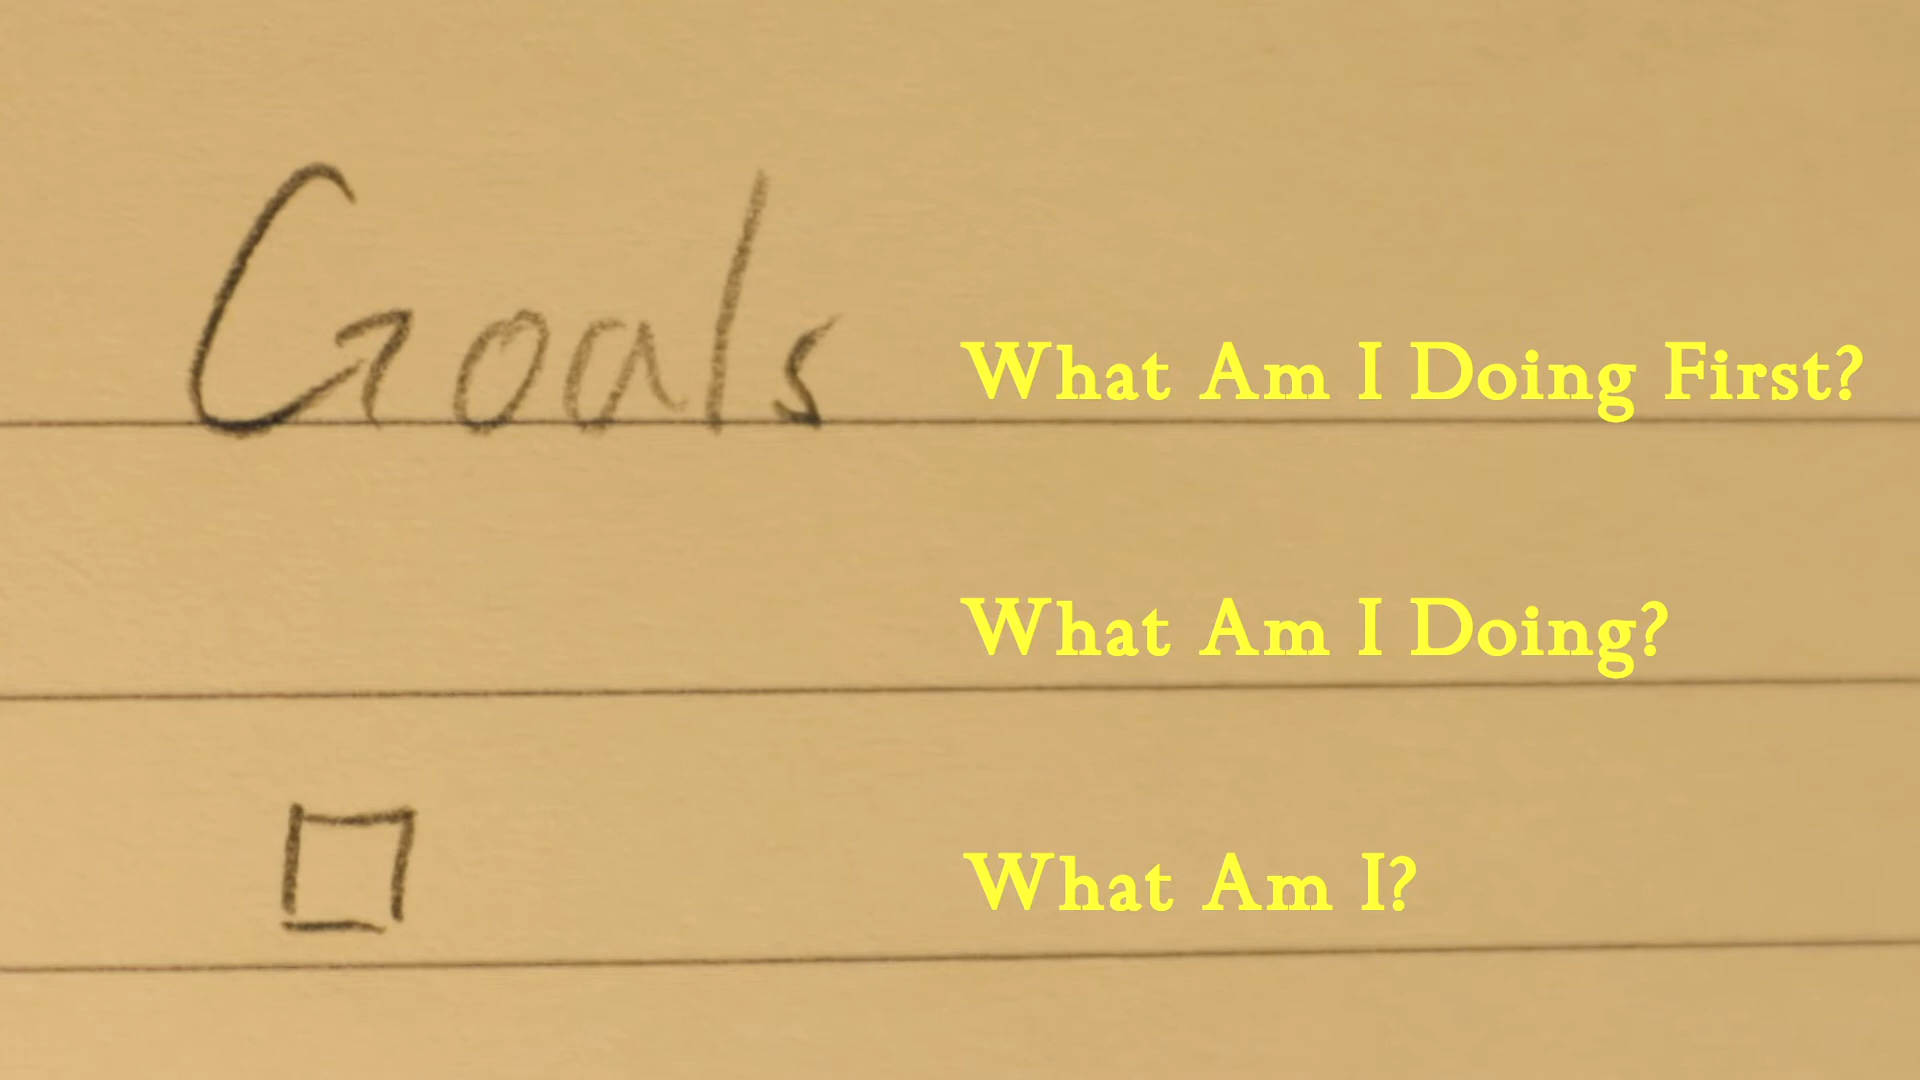 Goals
What Am I Doing First?
What Am I Doing?
What Am I?